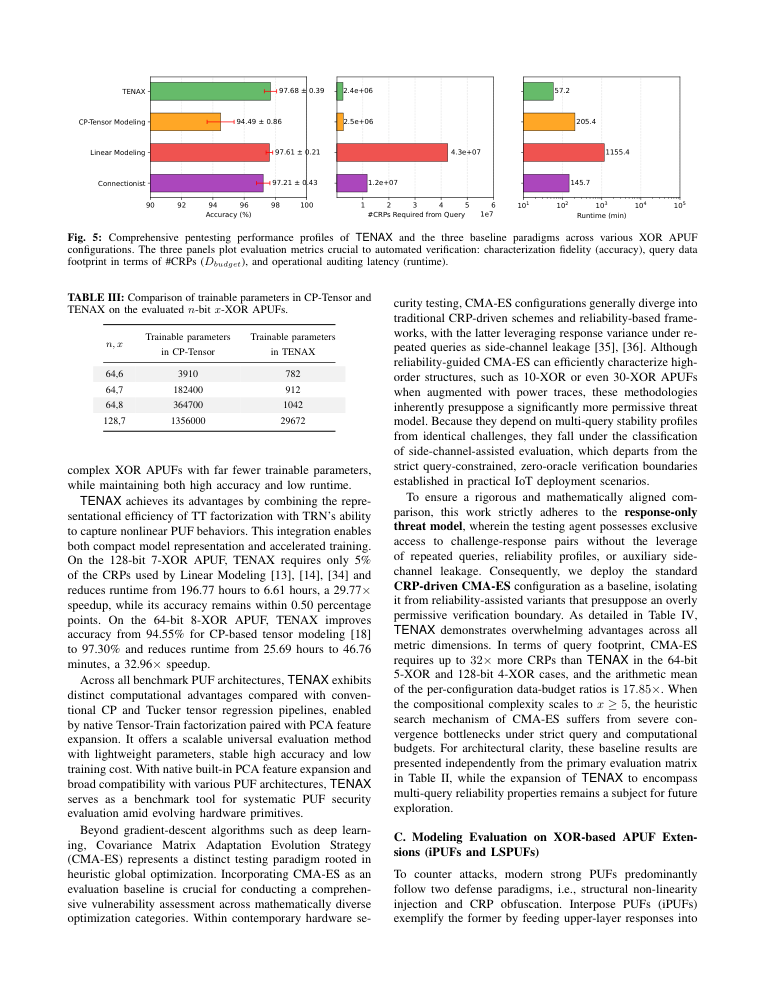 TENAX
CP-Tensor Modeling
Linear Modeling
Connectionist
97.68 ± 0.39
94.49 ± 0.86
97.61 ± 0.21
97.21 ± 0.43
90 92 94 96 98 100
Accuracy (%)
2.4e+06
2.5e+06
4.3e+07
1.2e+07
1 2 3 4 5 6
#CRPs Required from Query 1e7
57.2
205.4
1155.4
145.7
10¹ 10² 10³ 10⁴ 10⁵
Runtime (min)
Fig. 5: Comprehensive pentesting performance profiles of TENAX and the three baseline paradigms across various XOR APUF
configurations. The three panels plot evaluation metrics crucial to automated verification: characterization fidelity (accuracy), query data
footprint in terms of #CRPs (D_budget), and operational auditing latency (runtime).
TABLE III: Comparison of trainable parameters in CP-Tensor and
TENAX on the evaluated n-bit x-XOR APUFs.
n, x Trainable parameters in CP-Tensor Trainable parameters in TENAX
64,6 3910 782
64,7 182400 912
64,8 364700 1042
128,7 1356000 29672
complex XOR APUFs with far fewer trainable parameters,
while maintaining both high accuracy and low runtime.
TENAX achieves its advantages by combining the repre-
sentational efficiency of TT factorization with TRN's ability
to capture nonlinear PUF behaviors. This integration enables
both compact model representation and accelerated training.
On the 128-bit 7-XOR APUF, TENAX requires only 5%
of the CRPs used by Linear Modeling [13], [14], [34] and
reduces runtime from 196.77 hours to 6.61 hours, a 29.77×
speedup, while its accuracy remains within 0.50 percentage
points. On the 64-bit 8-XOR APUF, TENAX improves
accuracy from 94.55% for CP-based tensor modeling [18]
to 97.30% and reduces runtime from 25.69 hours to 46.76
minutes, a 32.96× speedup.
Across all benchmark PUF architectures, TENAX exhibits
distinct computational advantages compared with conven-
tional CP and Tucker tensor regression pipelines, enabled
by native Tensor-Train factorization paired with PCA feature
expansion. It offers a scalable universal evaluation method
with lightweight parameters, stable high accuracy and low
training cost. With native built-in PCA feature expansion and
broad compatibility with various PUF architectures, TENAX
serves as a benchmark tool for systematic PUF security
evaluation amid evolving hardware primitives.
Beyond gradient-descent algorithms such as deep learn-
ing, Covariance Matrix Adaptation Evolution Strategy
(CMA-ES) represents a distinct testing paradigm rooted in
heuristic global optimization. Incorporating CMA-ES as an
evaluation baseline is crucial for conducting a comprehen-
sive vulnerability assessment across mathematically diverse
optimization categories. Within contemporary hardware se-
curity testing, CMA-ES configurations generally diverge into
traditional CRP-driven schemes and reliability-based frame-
works, with the latter leveraging response variance under re-
peated queries as side-channel leakage [35], [36]. Although
reliability-guided CMA-ES can efficiently characterize high-
order structures, such as 10-XOR or even 30-XOR APUFs
when augmented with power traces, these methodologies
inherently presuppose a significantly more permissive threat
model. Because they depend on multi-query stability profiles
from identical challenges, they fall under the classification
of side-channel-assisted evaluation, which departs from the
strict query-constrained, zero-oracle verification boundaries
established in practical IoT deployment scenarios.
To ensure a rigorous and mathematically aligned com-
parison, this work strictly adheres to the response-only
threat model, wherein the testing agent possesses exclusive
access to challenge-response pairs without the leverage
of repeated queries, reliability profiles, or auxiliary side-
channel leakage. Consequently, we deploy the standard
CRP-driven CMA-ES configuration as a baseline, isolating
it from reliability-assisted variants that presuppose an overly
permissive verification boundary. As detailed in Table IV,
TENAX demonstrates overwhelming advantages across all
metric dimensions. In terms of query footprint, CMA-ES
requires up to 32× more CRPs than TENAX in the 64-bit
5-XOR and 128-bit 4-XOR cases, and the arithmetic mean
of the per-configuration data-budget ratios is 17.85×. When
the compositional complexity scales to x ≥ 5, the heuristic
search mechanism of CMA-ES suffers from severe con-
vergence bottlenecks under strict query and computational
budgets. For architectural clarity, these baseline results are
presented independently from the primary evaluation matrix
in Table II, while the expansion of TENAX to encompass
multi-query reliability properties remains a subject for future
exploration.
C. Modeling Evaluation on XOR-based APUF Exten-
sions (iPUFs and LSPUFs)
To counter attacks, modern strong PUFs predominantly
follow two defense paradigms, i.e., structural non-linearity
injection and CRP obfuscation. Interpose PUFs (iPUFs)
exemplify the former by feeding upper-layer responses into